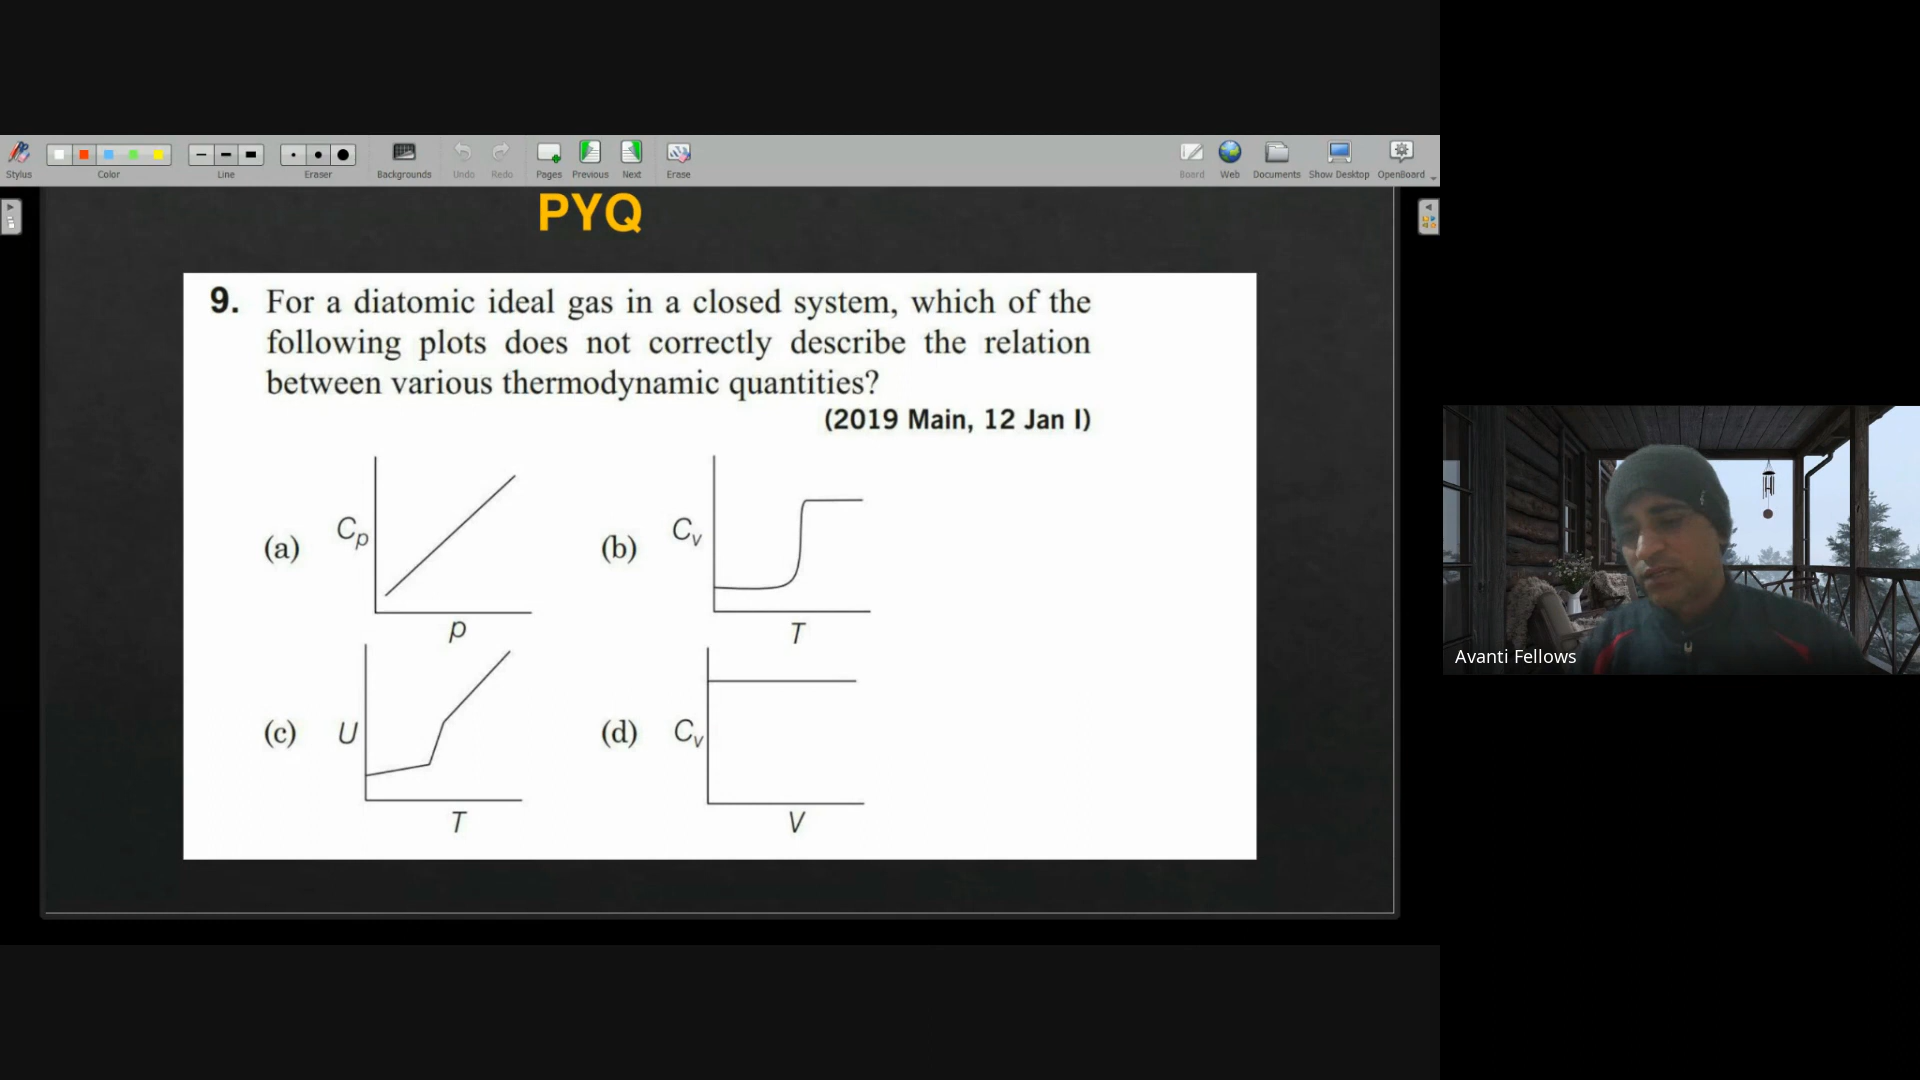 Stylus
Color
Line
Eraser
Backgrounds
Undo
Redo
Pages
Previous
Next
Erase
Board
Web
Documents
Show Desktop
OpenBoard
PYQ
9. For a diatomic ideal gas in a closed system, which of the
following plots does not correctly describe the relation
between various thermodynamic quantities?
(2019 Main, 12 Jan I)
(a) Cp
p
(b) Cv
T
(c) U
T
(d) Cv
V
Avanti Fellows